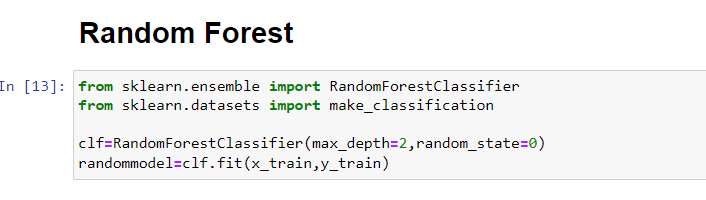 Random Forest
In [13]:
from sklearn.ensemble import RandomForestClassifier
from sklearn.datasets import make_classification
clf=RandomForestClassifier(max_depth=2,random_state=0)
randommodel=clf.fit(x_train,y_train)